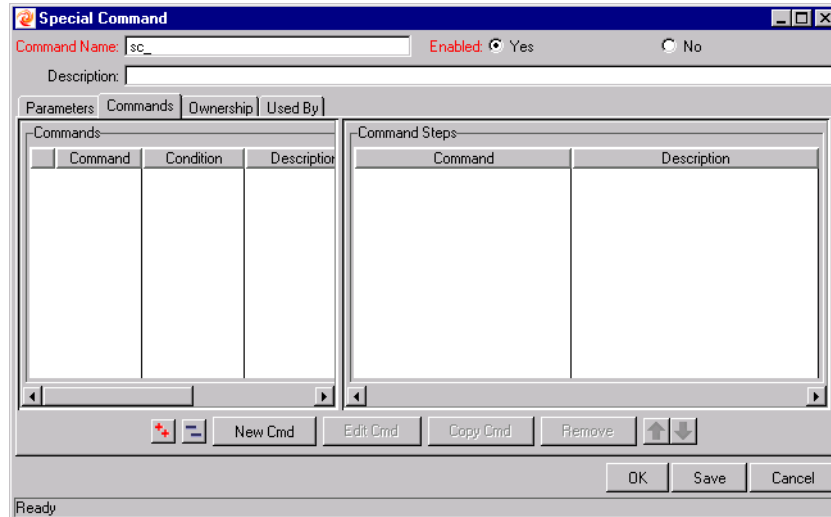 Special Command
Command Name: sc_ Enabled: Yes No
Description:
Parameters Commands Ownership Used By
Commands Command Steps
Command Condition Description Command Description
New Cmd Edit Cmd Copy Cmd Remove
OK Save Cancel
Ready